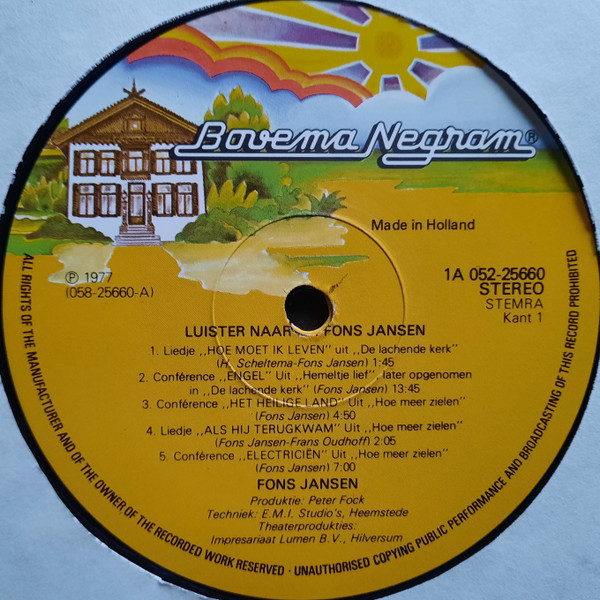 Bovema Negram®
Made in Holland
℗ 1977
(058-25660-A)
1A 052-25660
STEREO
STEMRA
Kant 1
LUISTER NAAR FONS JANSEN
1. Liedje ,,HOE MOET IK LEVEN" uit ,,De lachende kerk"
(H. Scheltema-Fons Jansen) 1:45
2. Conférence ,,ENGEL" Uit ,,Hemeltje lief", later opgenomen
in ,,De lachende kerk" (Fons Jansen) 13:45
3. Conférence ,,HET HEILIGE LAND" Uit ,,Hoe meer zielen"
(Fons Jansen) 4:50
4. Liedje ,,ALS HIJ TERUGKWAM" Uit ,,Hoe meer zielen"
(Fons Jansen-Frans Oudhoff) 2:05
5. Conférence ,,ELECTRICIËN" Uit ,,Hoe meer zielen"
(Fons Jansen) 7:00
FONS JANSEN
Produktie: Peter Fock
Techniek: E.M.I. Studio's, Heemstede
Theaterprodukties:
Impresariaat Lumen B.V., Hilversum
ALL RIGHTS OF THE MANUFACTURER AND OF THE OWNER OF THE RECORDED WORK RESERVED · UNAUTHORISED COPYING PUBLIC PERFORMANCE AND BROADCASTING OF THIS RECORD PROHIBITED